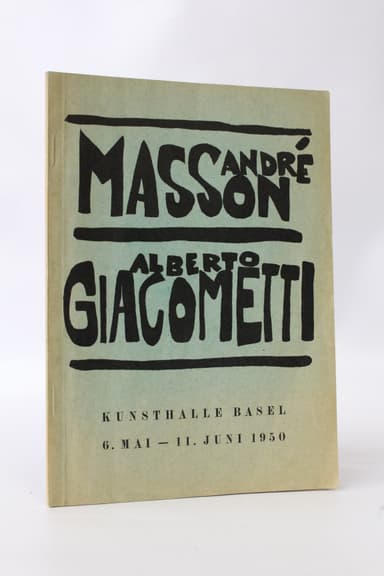 ANDRÉ
MASSON
ALBERTO
GIACOMETTI
KUNSTHALLE BASEL
6. MAI — 11. JUNI 1950